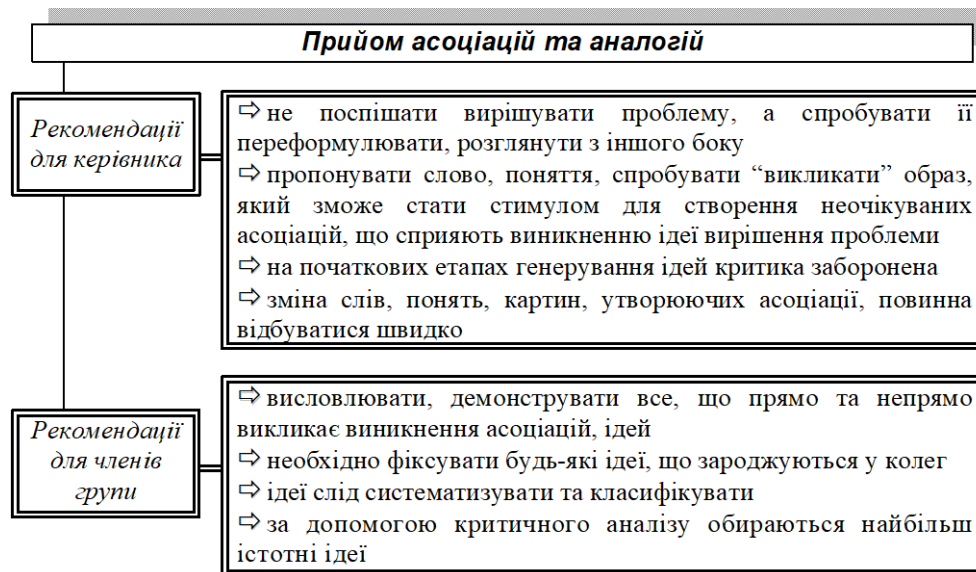 Прийом асоціацій та аналогій
Рекомендації
для керівника
⇨ не поспішати вирішувати проблему, а спробувати її
переформулювати, розглянути з іншого боку
⇨ пропонувати слово, поняття, спробувати “викликати” образ,
який зможе стати стимулом для створення неочікуваних
асоціацій, що сприяють виникненню ідеї вирішення проблеми
⇨ на початкових етапах генерування ідей критика заборонена
⇨ зміна слів, понять, картин, утворюючих асоціації, повинна
відбуватися швидко
Рекомендації
для членів
групи
⇨ висловлювати, демонструвати все, що прямо та непрямо
викликає виникнення асоціацій, ідей
⇨ необхідно фіксувати будь-які ідеї, що зароджуються у колег
⇨ ідеї слід систематизувати та класифікувати
⇨ за допомогою критичного аналізу обираються найбільш
істотні ідеї